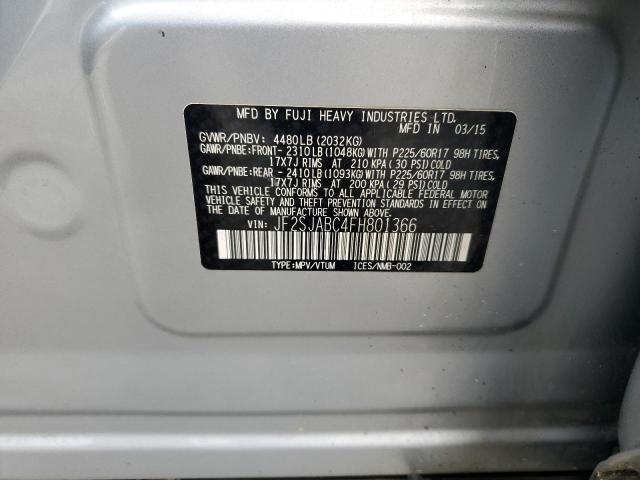 MFD BY FUJI HEAVY INDUSTRIES LTD.
MFD IN 03/15
GVWR/PNBV: 4480LB(2032KG)
GAWR/PNBE:FRONT-2310LB(1048KG)WITH P225/60R17 98H TIRES,
17X7J RIMS AT 210 KPA(30 PSI)COLD
GAWR/PNBE:REAR -2410LB(1093KG)WITH P225/60R17 98H TIRES,
17X7J RIMS AT 200 KPA(29 PSI)COLD
THIS VEHICLE CONFORMS TO ALL APPLICABLE FEDERAL MOTOR
VEHICLE SAFETY, BUMPER, AND THEFT PREVENTION STANDARDS
IN EFFECT ON THE DATE OF MANUFACTURE SHOWN ABOVE.
VIN: JF2SJABC4FH801366
TYPE:MPV/VTUM ICES/NMB-002